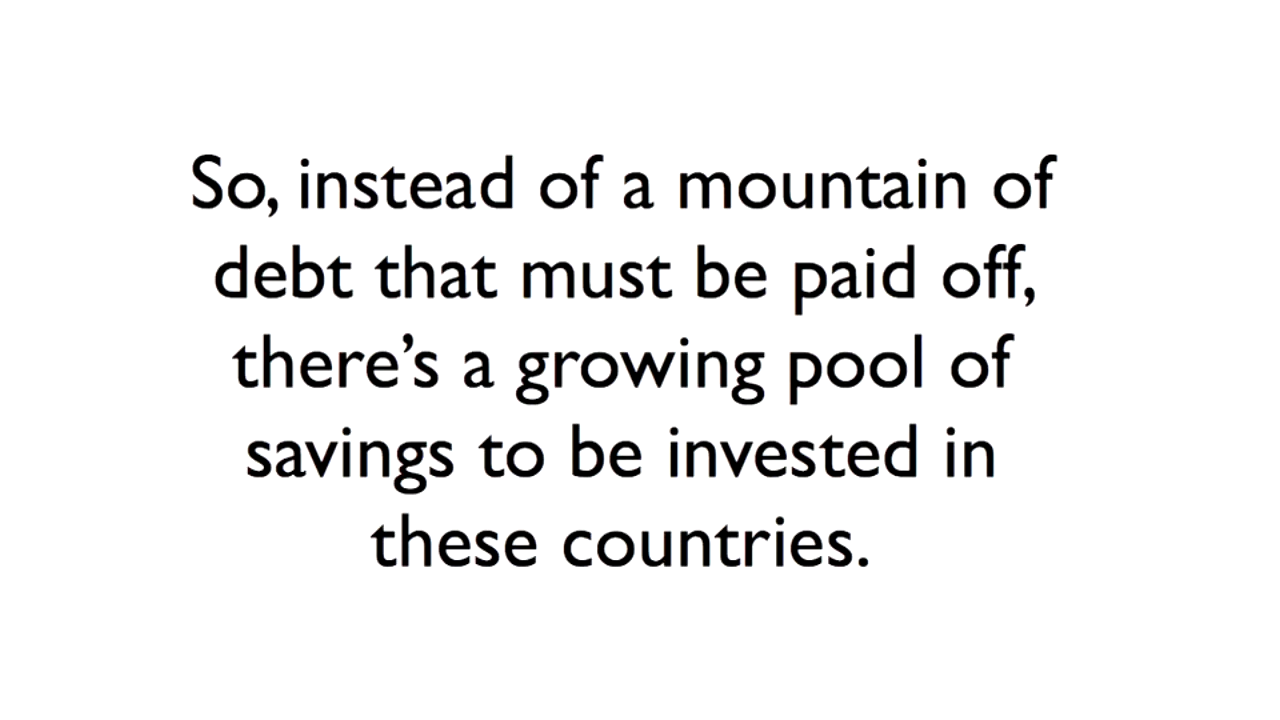 So, instead of a mountain of
debt that must be paid off,
there’s a growing pool of
savings to be invested in
these countries.